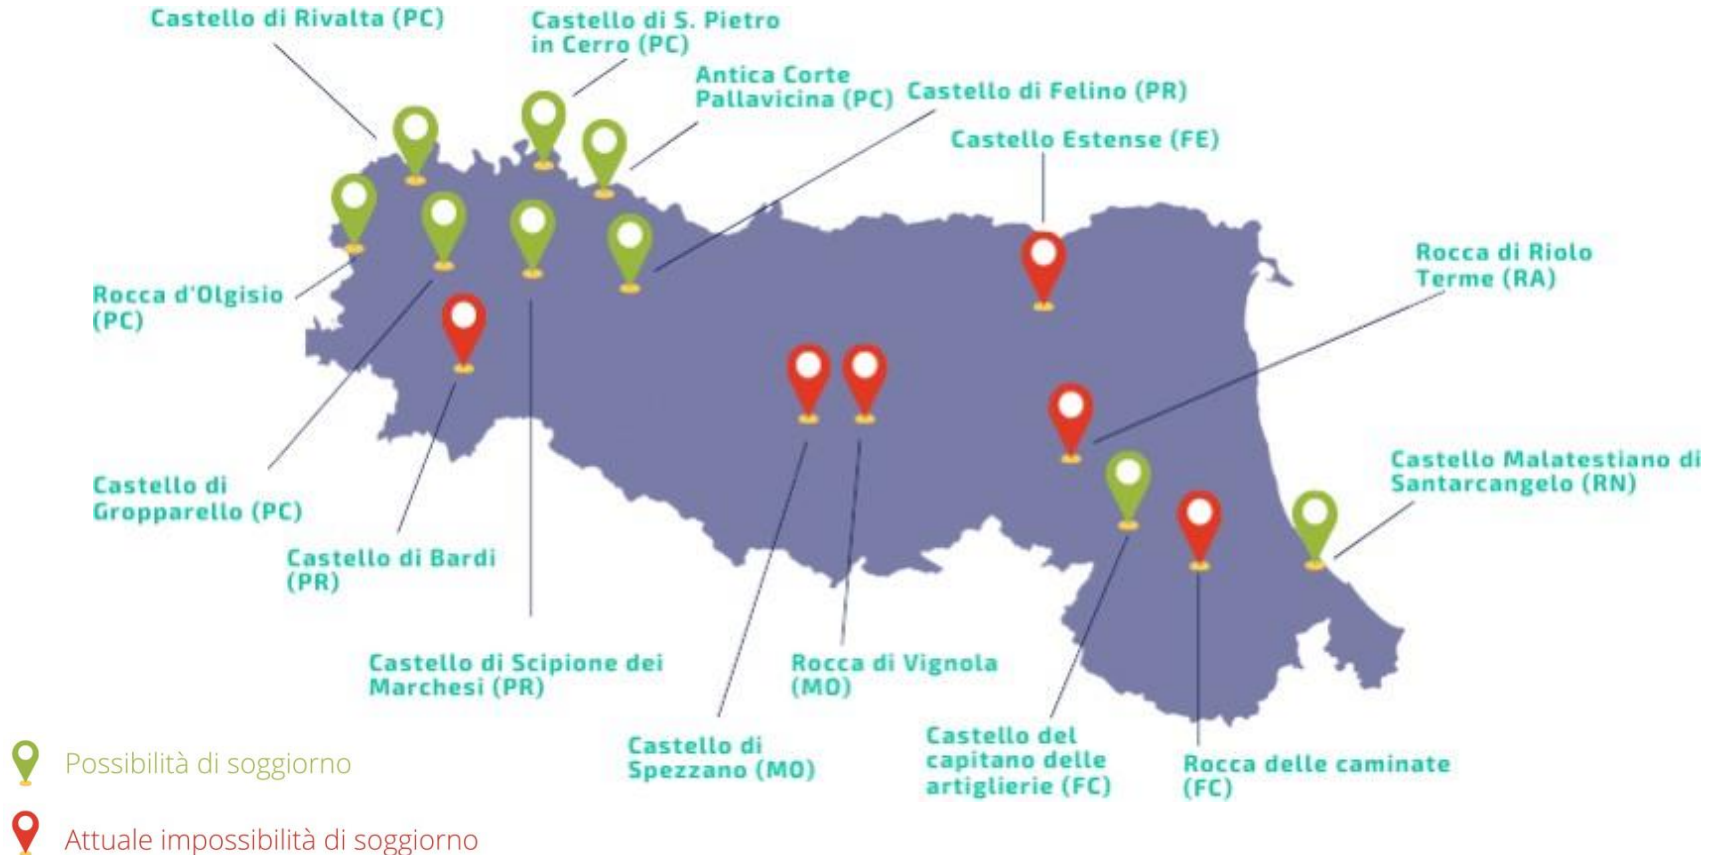 Castello di Rivalta (PC)
Castello di S. Pietro
in Cerro (PC)
Antica Corte
Pallavicina (PC)
Castello di Felino (PR)
Castello Estense (FE)
Rocca di Riolo
Terme (RA)
Rocca d'Olgisio
(PC)
Castello di
Gropparello (PC)
Castello Malatestiano di
Santarcangelo (RN)
Castello di Bardi
(PR)
Castello di Scipione dei
Marchesi (PR)
Rocca di Vignola
(MO)
Castello di
Spezzano (MO)
Castello del
capitano delle
artiglierie (FC)
Rocca delle caminate
(FC)
Possibilità di soggiorno
Attuale impossibilità di soggiorno